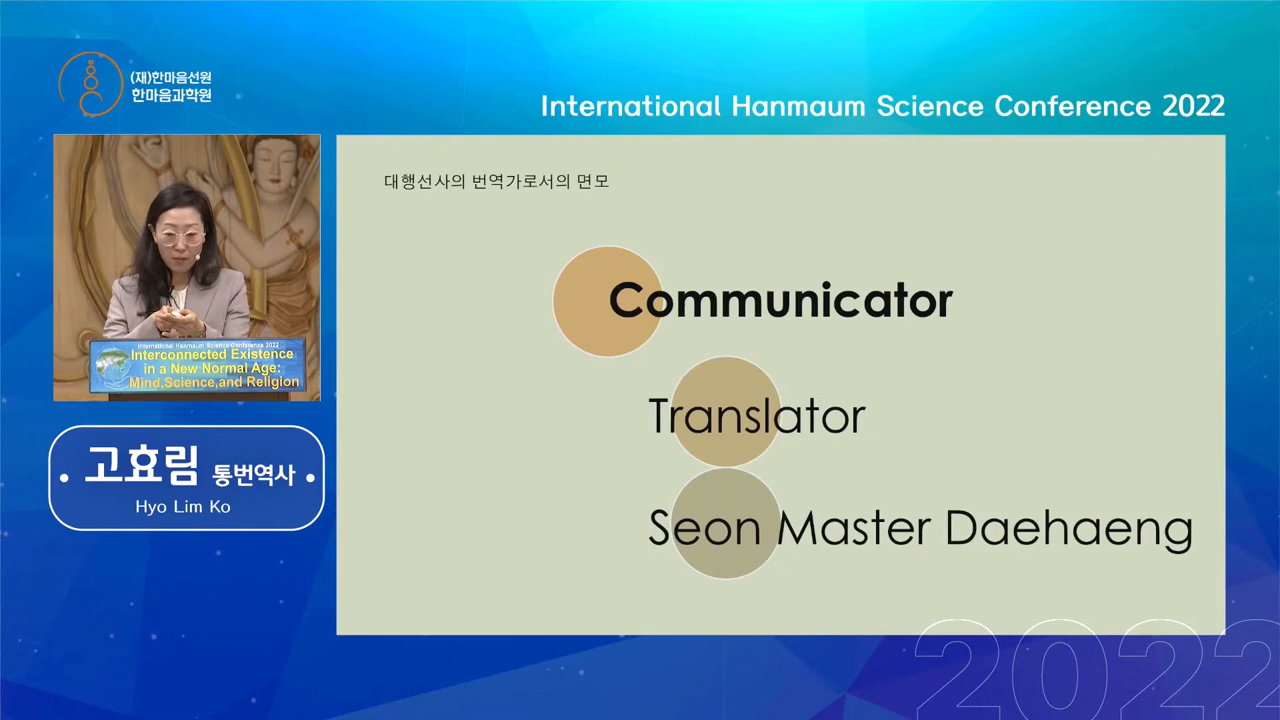 (재)한마음선원
한마음과학원
International Hanmaum Science Conference 2022
대행선사의 번역가로서의 면모
Communicator
Translator
Seon Master Daehaeng
International Hanmaum Science Conference 2022
Interconnected Existence
in a New Normal Age:
Mind,Science,and Religion
고효림 통번역사
Hyo Lim Ko
2022